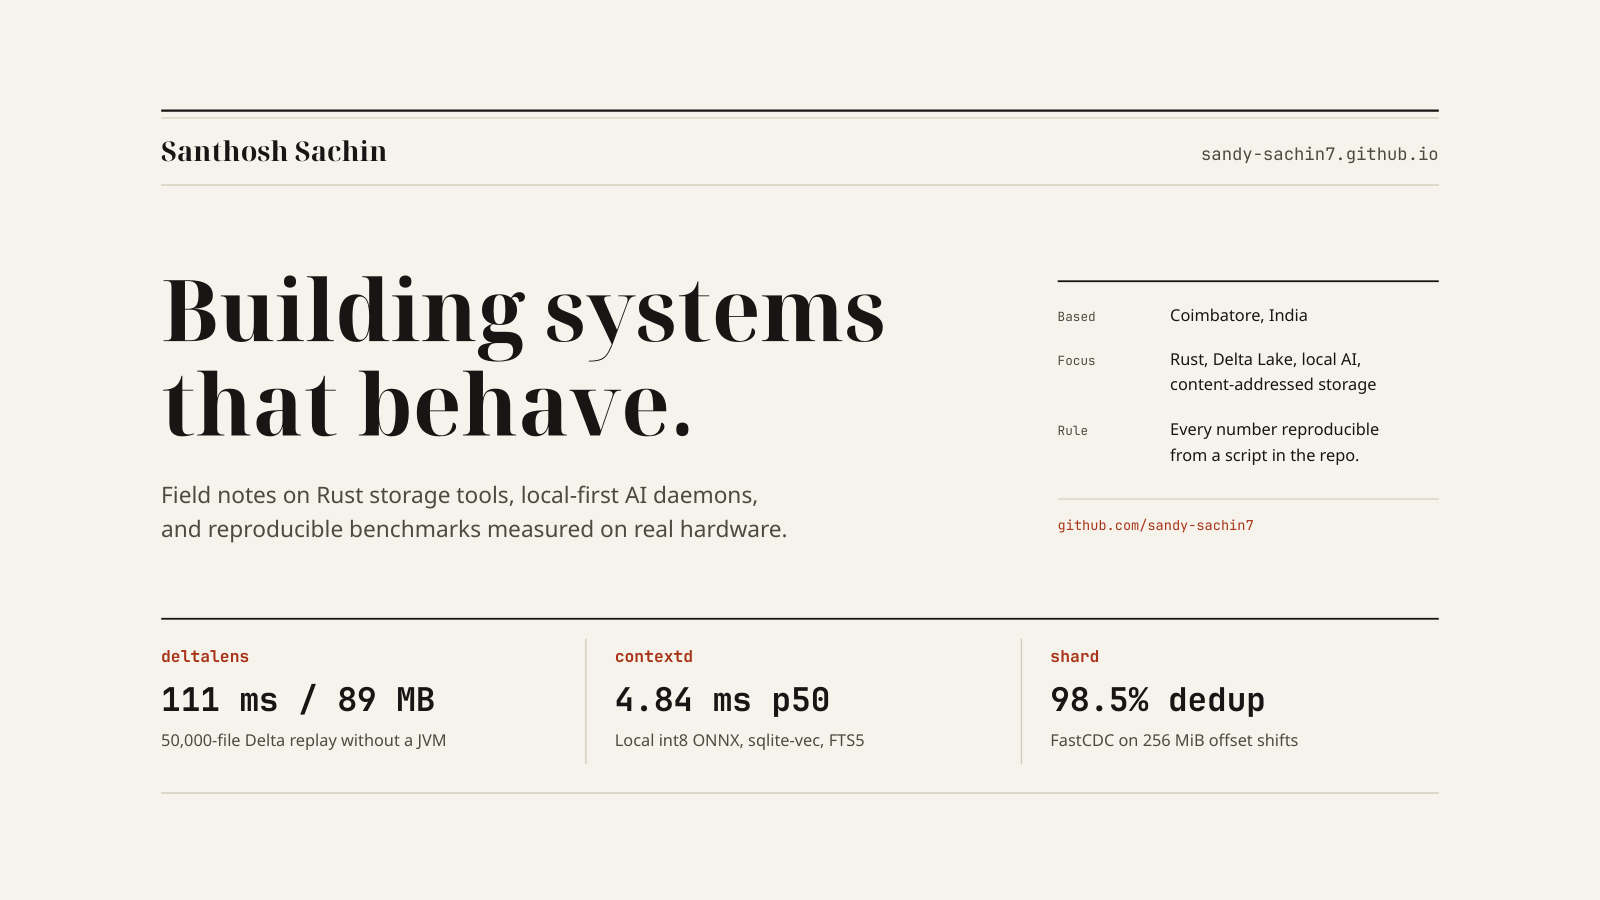 Santhosh Sachin
sandy-sachin7.github.io
Building systems
that behave.
Field notes on Rust storage tools, local-first AI daemons,
and reproducible benchmarks measured on real hardware.
Based
Coimbatore, India
Focus
Rust, Delta Lake, local AI,
content-addressed storage
Rule
Every number reproducible
from a script in the repo.
github.com/sandy-sachin7
deltalens
111 ms / 89 MB
50,000-file Delta replay without a JVM
contextd
4.84 ms p50
Local int8 ONNX, sqlite-vec, FTS5
shard
98.5% dedup
FastCDC on 256 MiB offset shifts